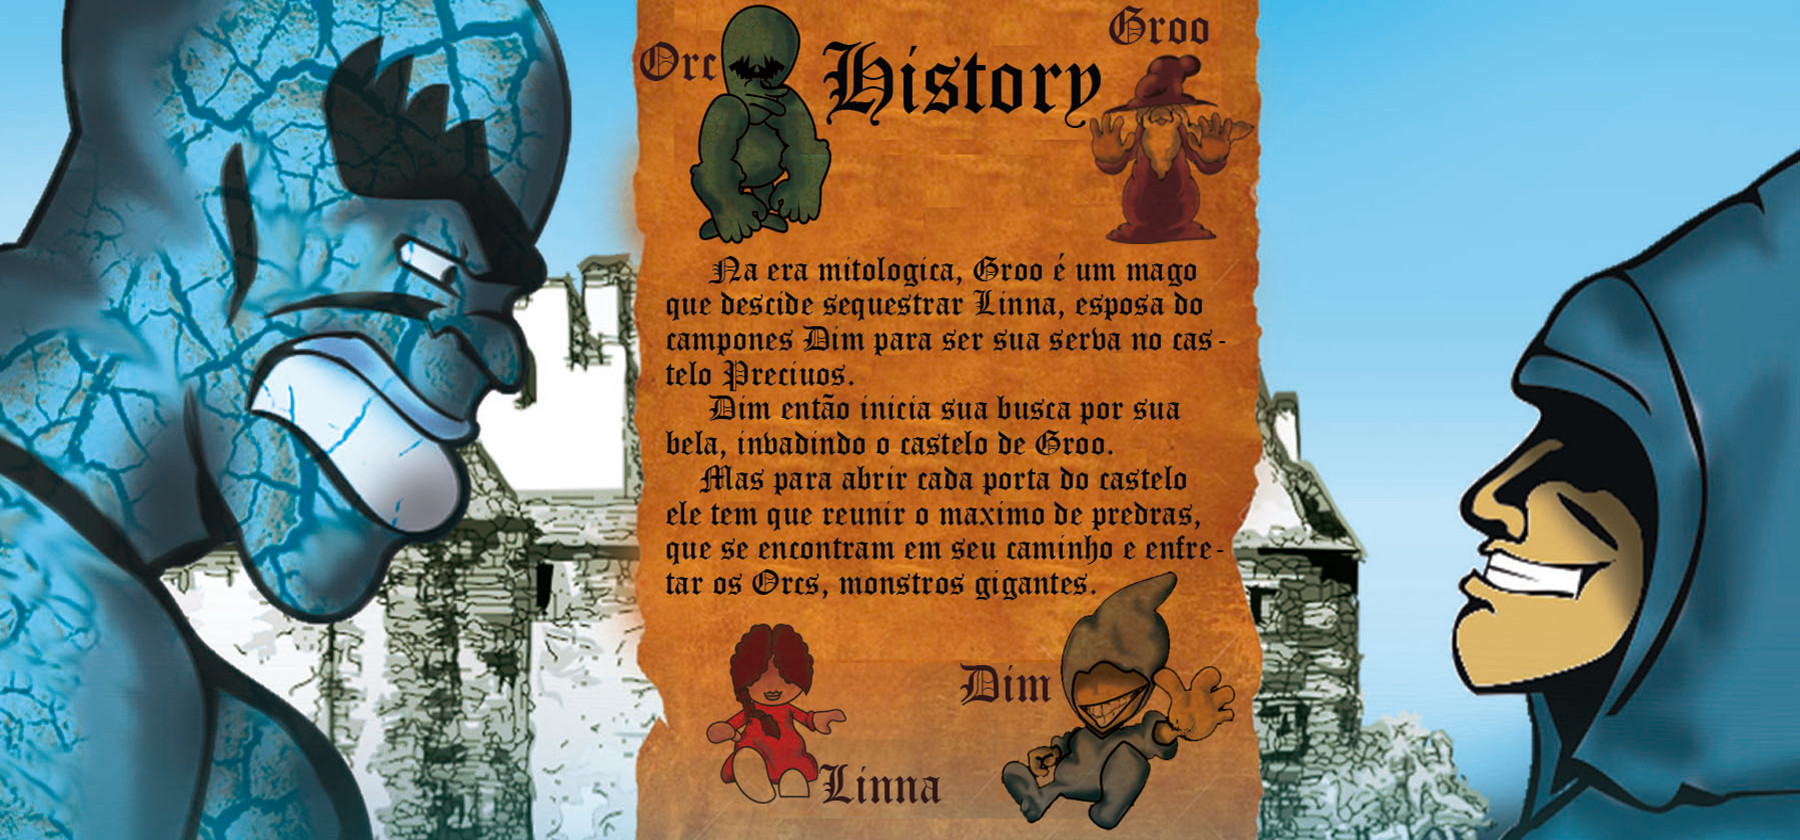 Groo
Orc
History
Na era mitologica, Groo é um mago
que descide sequestrar Linna, esposa do
campones Dim para ser sua serva no cas-
telo Preciuos.
Dim então inicia sua busca por sua
bela, invadindo o castelo de Groo.
Mas para abrir cada porta do castelo
ele tem que reunir o maximo de predras,
que se encontram em seu caminho e enfre-
tar os Orcs, monstros gigantes.
Dim
Linna